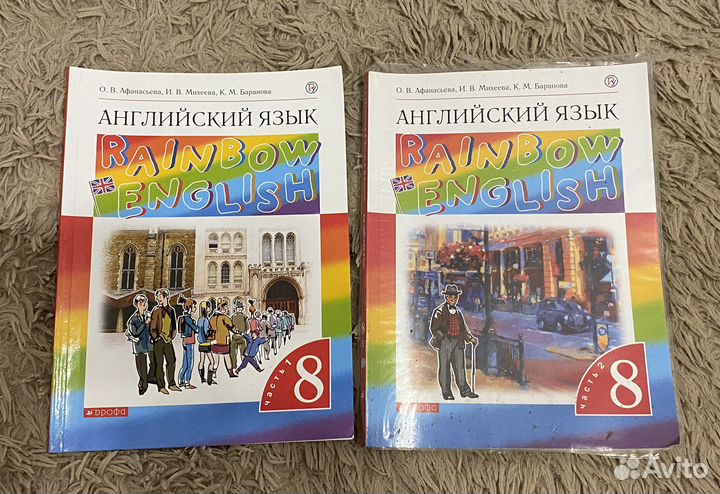 О. В. Афанасьева, И. В. Михеева, К. М. Баранова
АНГЛИЙСКИЙ ЯЗЫК
RAINBOW
ENGLISH
часть 1
8
ДРОФА
О. В. Афанасьева, И. В. Михеева, К. М. Баранова
АНГЛИЙСКИЙ ЯЗЫК
RAINBOW
ENGLISH
часть 2
8
ДРОФА
Avito